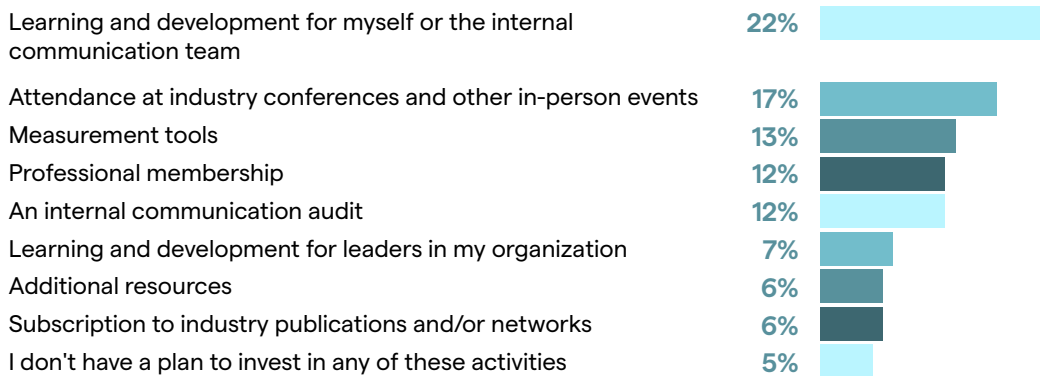 Learning and development for myself or the internal 22%
communication team
Attendance at industry conferences and other in-person events 17%
Measurement tools 13%
Professional membership 12%
An internal communication audit 12%
Learning and development for leaders in my organization 7%
Additional resources 6%
Subscription to industry publications and/or networks 6%
I don't have a plan to invest in any of these activities 5%